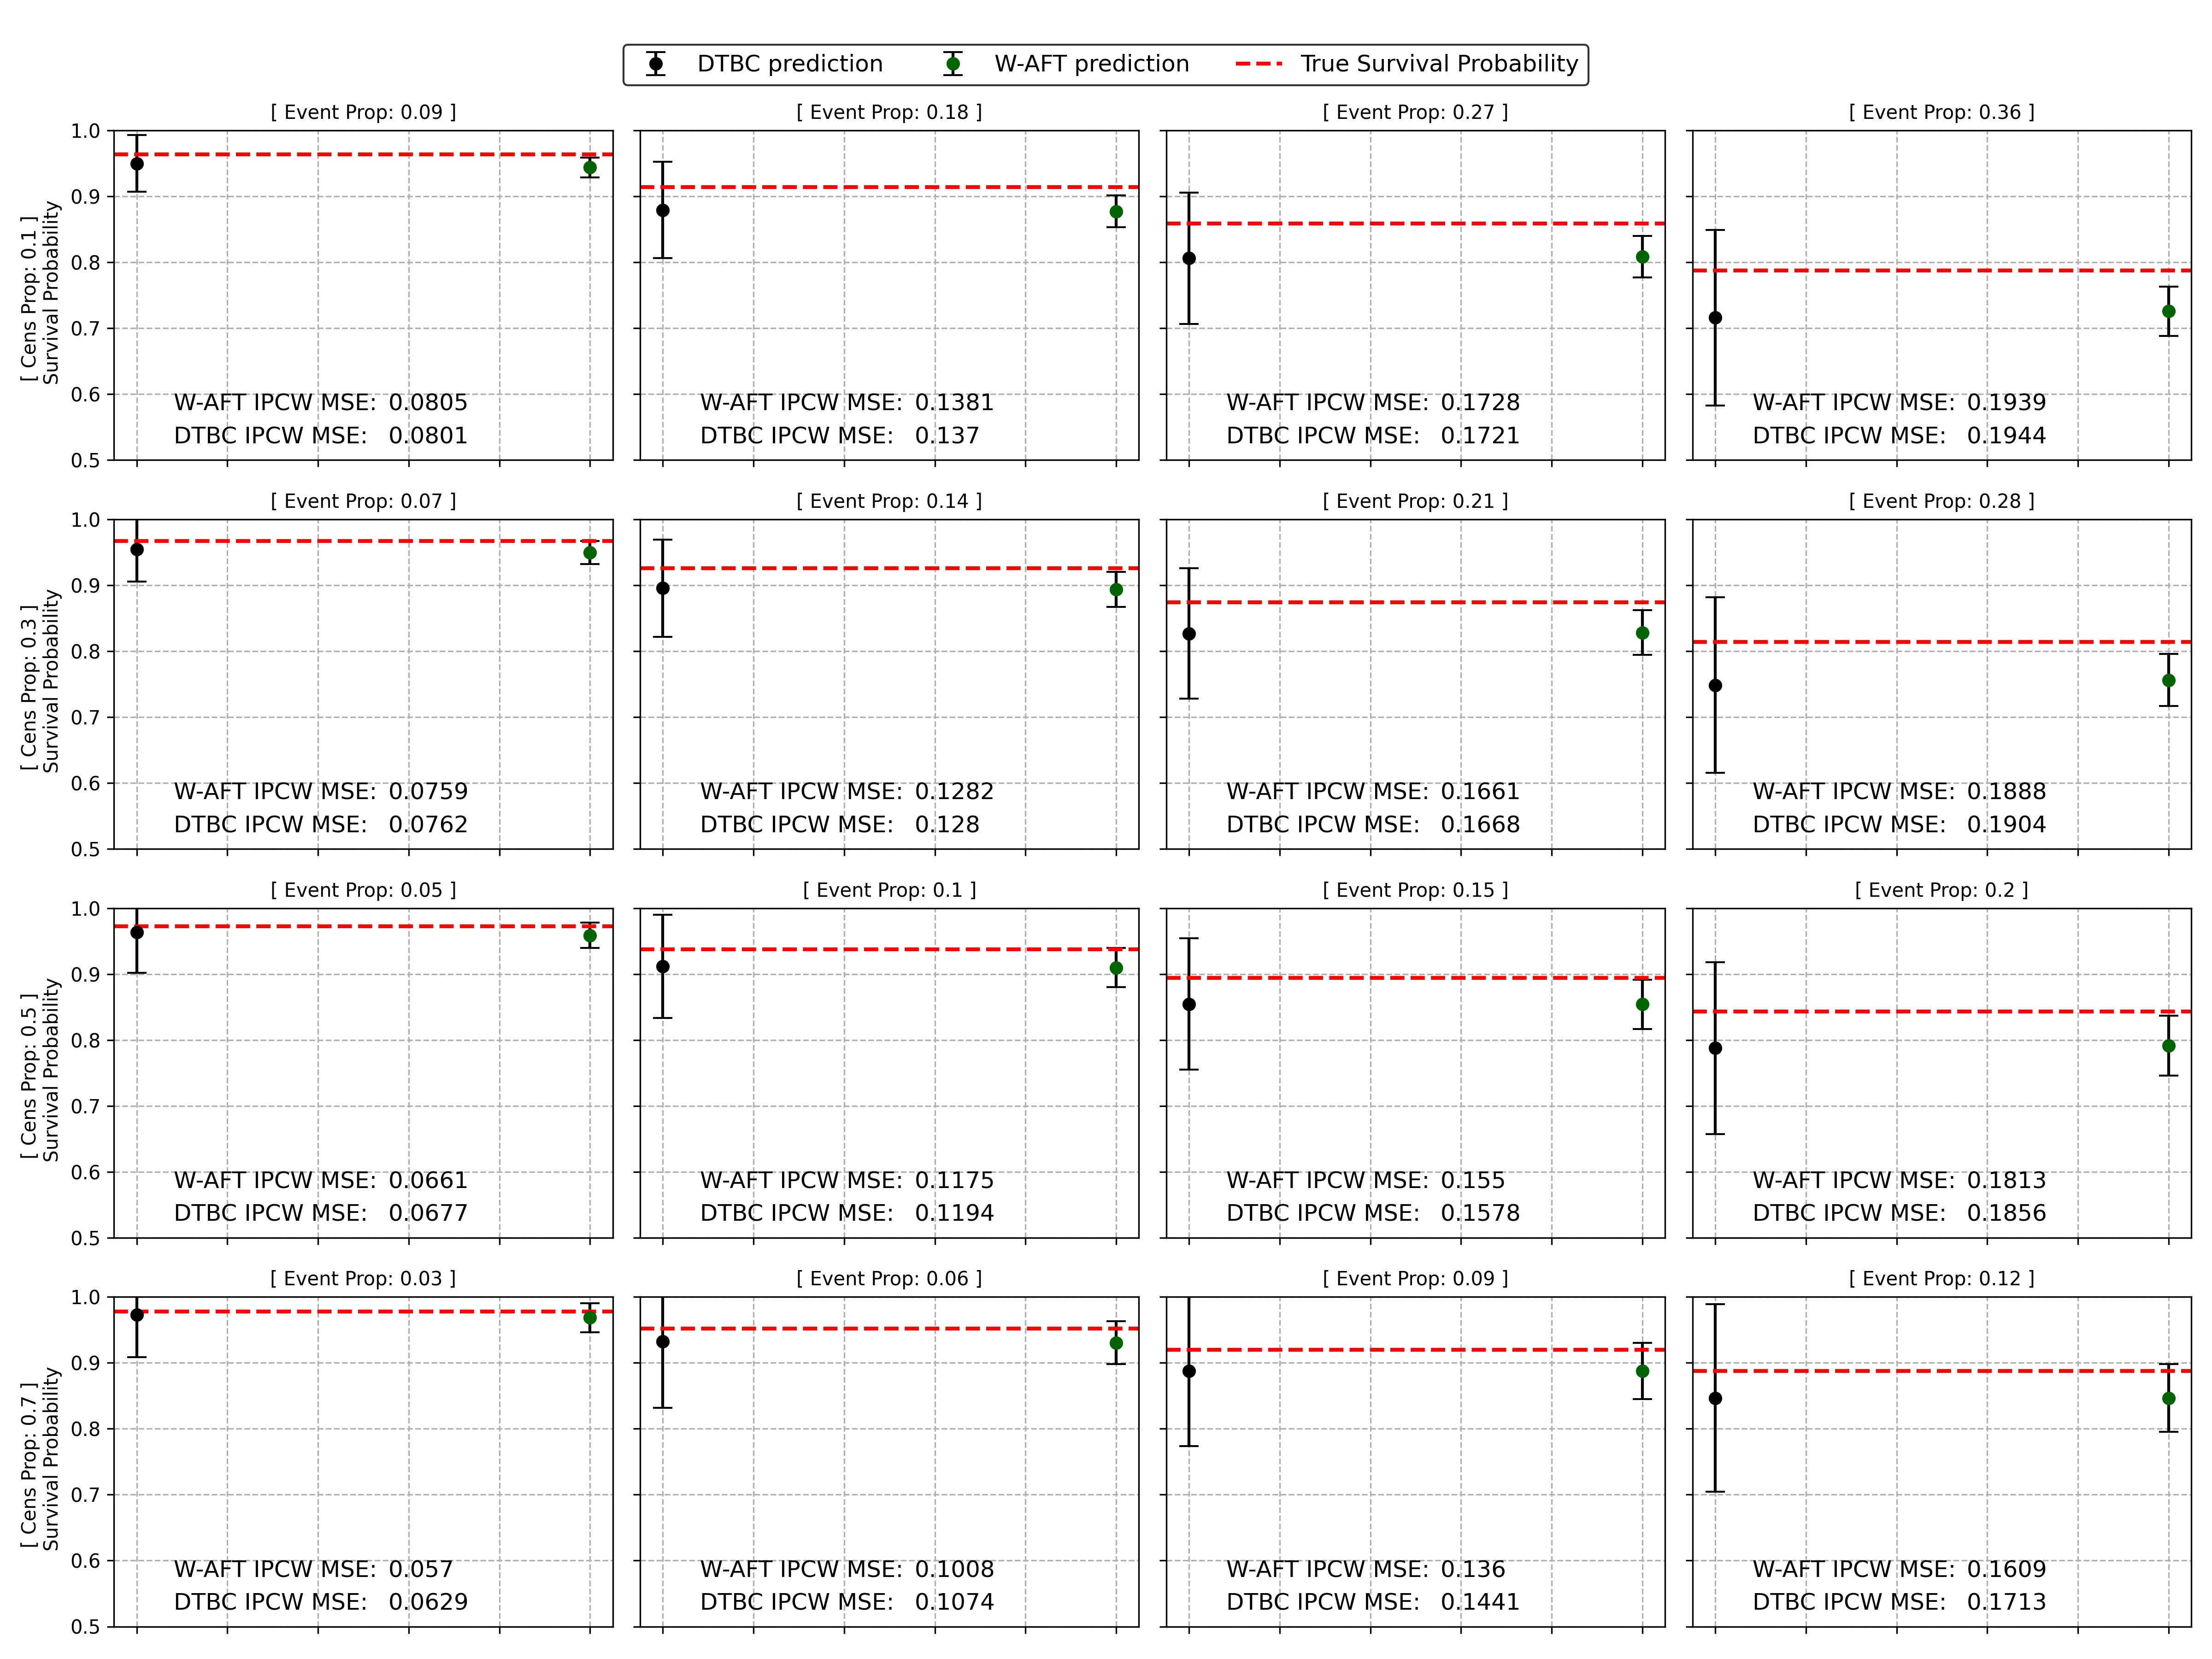 DTBC prediction W-AFT prediction True Survival Probability
[ Event Prop: 0.09 ] [ Event Prop: 0.18 ] [ Event Prop: 0.27 ] [ Event Prop: 0.36 ]
[ Cens Prop: 0.1 ]
Survival Probability
1.0
0.9
0.8
0.7
0.6
0.5
W-AFT IPCW MSE: 0.0805
DTBC IPCW MSE: 0.0801
W-AFT IPCW MSE: 0.1381
DTBC IPCW MSE: 0.137
W-AFT IPCW MSE: 0.1728
DTBC IPCW MSE: 0.1721
W-AFT IPCW MSE: 0.1939
DTBC IPCW MSE: 0.1944
[ Event Prop: 0.07 ] [ Event Prop: 0.14 ] [ Event Prop: 0.21 ] [ Event Prop: 0.28 ]
[ Cens Prop: 0.3 ]
Survival Probability
1.0
0.9
0.8
0.7
0.6
0.5
W-AFT IPCW MSE: 0.0759
DTBC IPCW MSE: 0.0762
W-AFT IPCW MSE: 0.1282
DTBC IPCW MSE: 0.128
W-AFT IPCW MSE: 0.1661
DTBC IPCW MSE: 0.1668
W-AFT IPCW MSE: 0.1888
DTBC IPCW MSE: 0.1904
[ Event Prop: 0.05 ] [ Event Prop: 0.1 ] [ Event Prop: 0.15 ] [ Event Prop: 0.2 ]
[ Cens Prop: 0.5 ]
Survival Probability
1.0
0.9
0.8
0.7
0.6
0.5
W-AFT IPCW MSE: 0.0661
DTBC IPCW MSE: 0.0677
W-AFT IPCW MSE: 0.1175
DTBC IPCW MSE: 0.1194
W-AFT IPCW MSE: 0.155
DTBC IPCW MSE: 0.1578
W-AFT IPCW MSE: 0.1813
DTBC IPCW MSE: 0.1856
[ Event Prop: 0.03 ] [ Event Prop: 0.06 ] [ Event Prop: 0.09 ] [ Event Prop: 0.12 ]
[ Cens Prop: 0.7 ]
Survival Probability
1.0
0.9
0.8
0.7
0.6
0.5
W-AFT IPCW MSE: 0.057
DTBC IPCW MSE: 0.0629
W-AFT IPCW MSE: 0.1008
DTBC IPCW MSE: 0.1074
W-AFT IPCW MSE: 0.136
DTBC IPCW MSE: 0.1441
W-AFT IPCW MSE: 0.1609
DTBC IPCW MSE: 0.1713